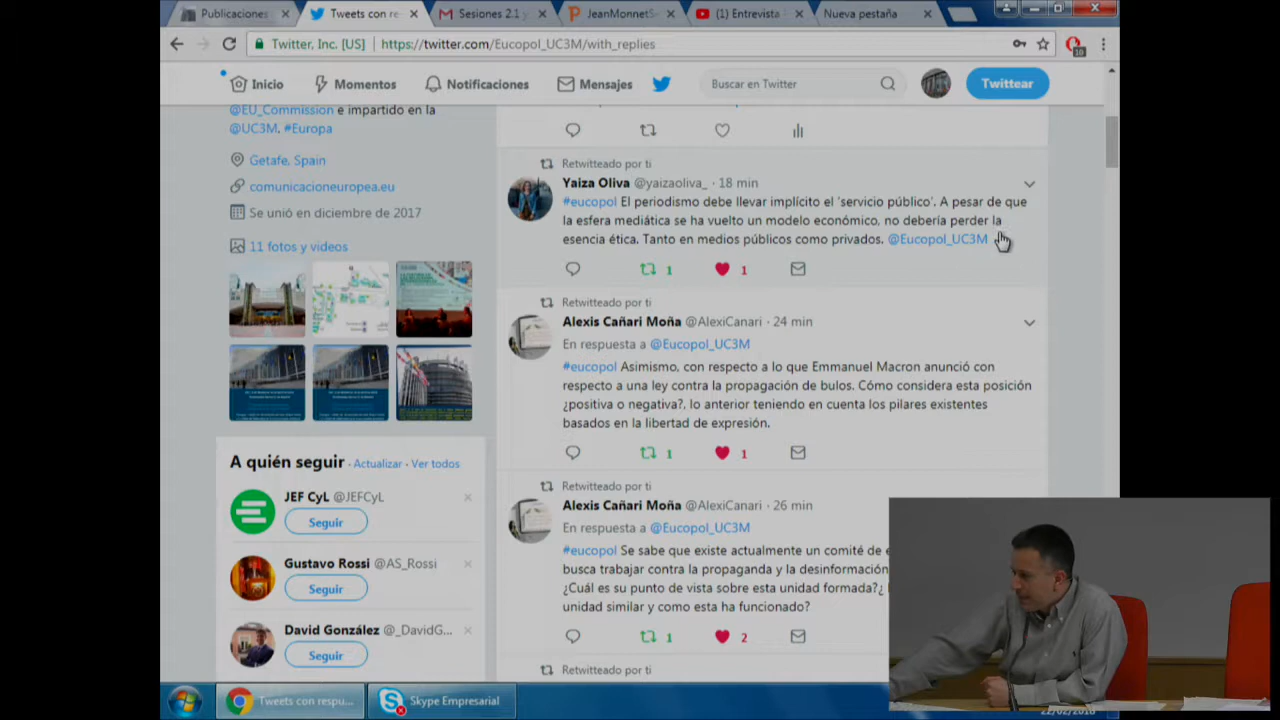 Publicaciones
Tweets con re
Sesiones 2.1 y
JeanMonnetS
(1) Entrevista
Nueva pestaña
Twitter, Inc. [US]
https://twitter.com/Eucopol_UC3M/with_replies
10
Inicio
Momentos
Notificaciones
Mensajes
Buscar en Twitter
Twittear
@EU_Commission e impartido en la
@UC3M. #Europa
Getafe, Spain
comunicacioneuropea.eu
Se unió en diciembre de 2017
11 fotos y videos
A quién seguir · Actualizar · Ver todos
JEF CyL @JEFCyL
Seguir
Gustavo Rossi @AS_Rossi
Seguir
David González @_DavidG...
Seguir
Retwitteado por ti
Yaiza Oliva @yaizaoliva_ · 18 min
#eucopol El periodismo debe llevar implícito el 'servicio público'. A pesar de que
la esfera mediática se ha vuelto un modelo económico, no debería perder la
esencia ética. Tanto en medios públicos como privados. @Eucopol_UC3M
1
1
Retwitteado por ti
Alexis Cañari Moña @AlexiCanari · 24 min
En respuesta a @Eucopol_UC3M
#eucopol Asimismo, con respecto a lo que Emmanuel Macron anunció con
respecto a una ley contra la propagación de bulos. Cómo considera esta posición
¿positiva o negativa?, lo anterior teniendo en cuenta los pilares existentes
basados en la libertad de expresión.
1
1
Retwitteado por ti
Alexis Cañari Moña @AlexiCanari · 26 min
En respuesta a @Eucopol_UC3M
#eucopol Se sabe que existe actualmente un comité de e
busca trabajar contra la propaganda y la desinformación
¿Cuál es su punto de vista sobre esta unidad formada?¿
unidad similar y como esta ha funcionado?
1
2
Retwitteado por ti
Tweets con respu...
Skype Empresarial
22/02/2018